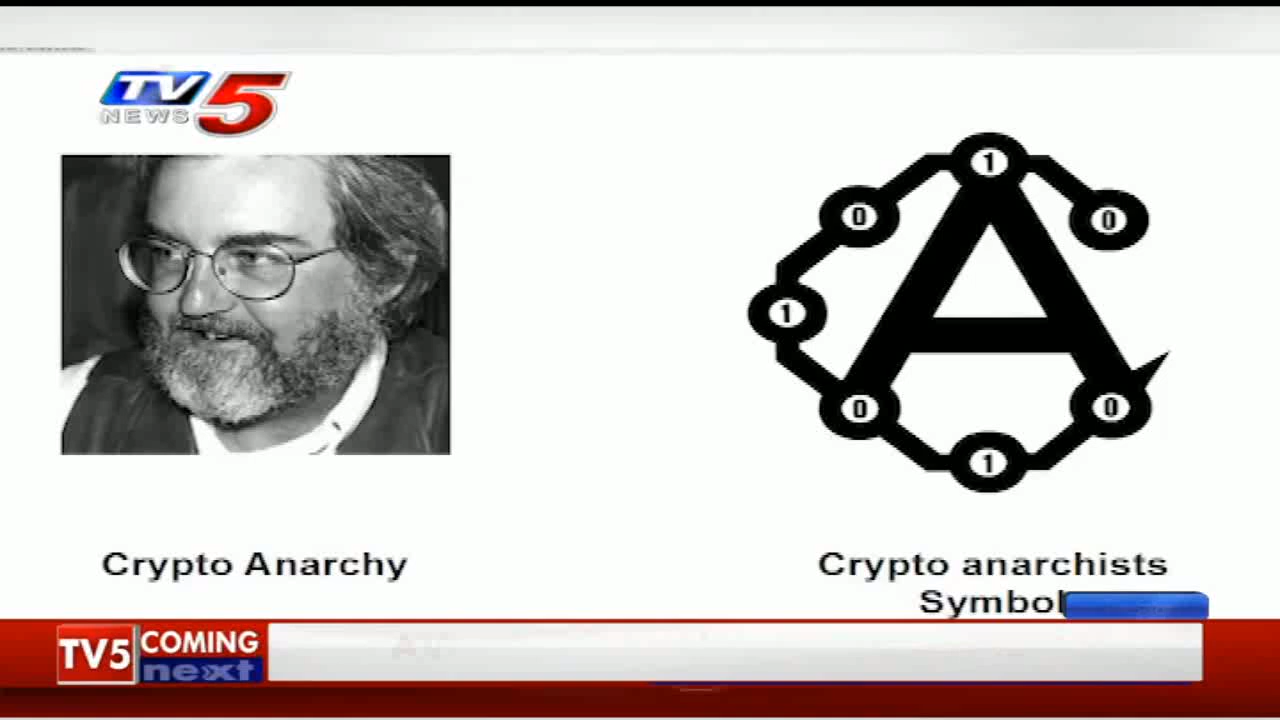 TV5
NEWS
1
0
0
1
0
0
1
Crypto Anarchy
Crypto anarchists
Symbol
TV5
COMING
next